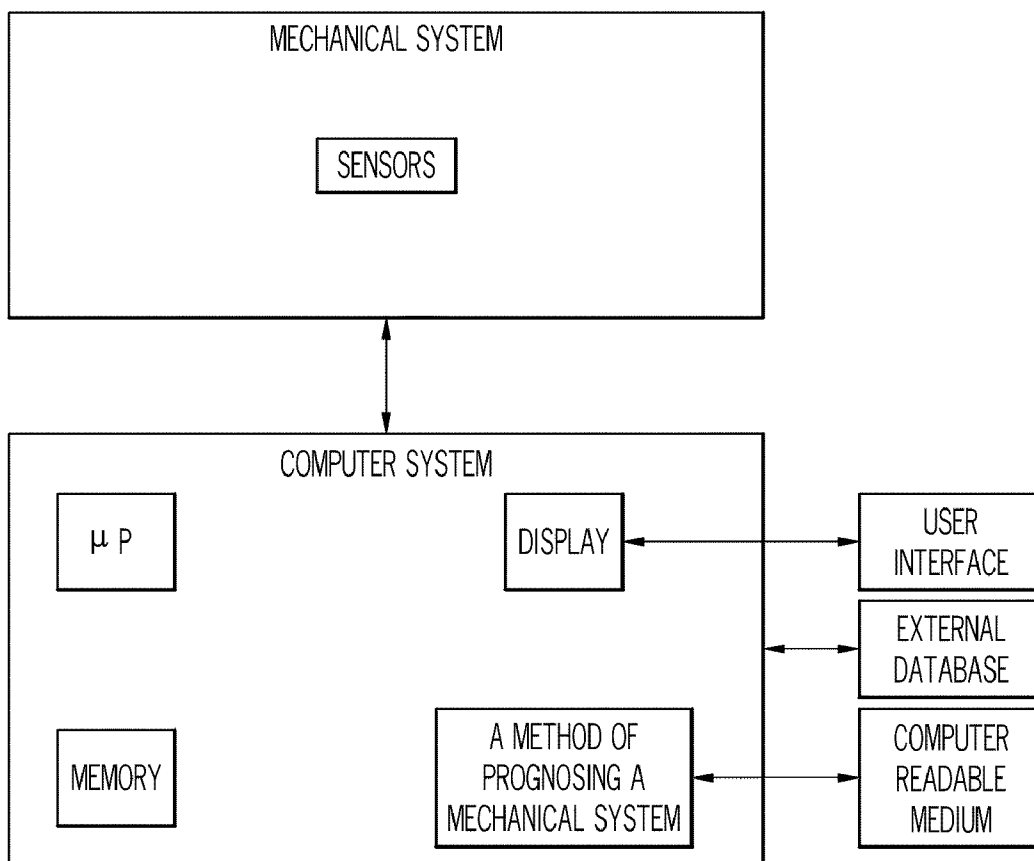 MECHANICAL SYSTEM
SENSORS
COMPUTER SYSTEM
μ P
DISPLAY
USER
INTERFACE
EXTERNAL
DATABASE
MEMORY
A METHOD OF
PROGNOSING A
MECHANICAL SYSTEM
COMPUTER
READABLE
MEDIUM